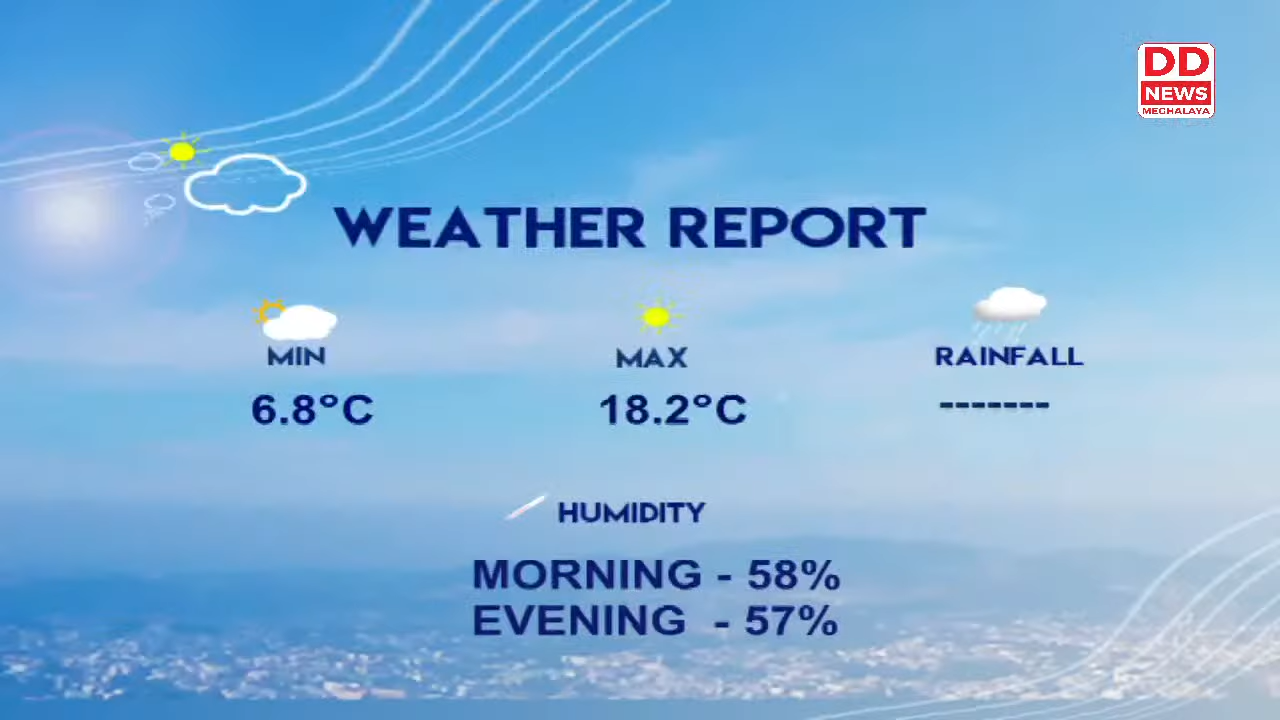 DD
NEWS
MEGHALAYA
WEATHER REPORT
MIN
MAX
RAINFALL
6.8°C
18.2°C
-------
HUMIDITY
MORNING - 58%
EVENING - 57%